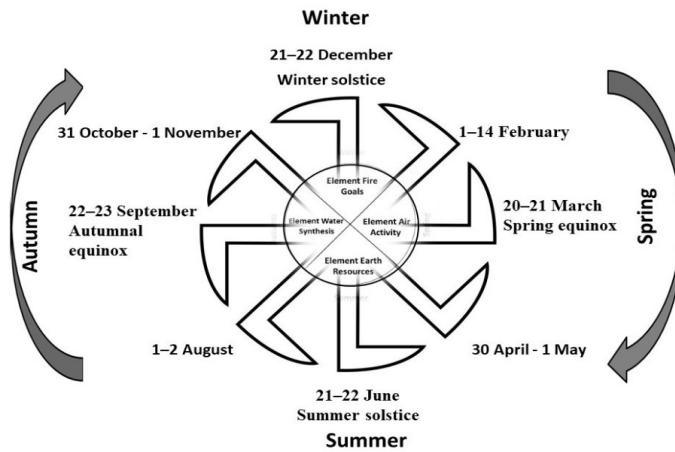 Winter
21–22 December
Winter solstice
31 October - 1 November
1–14 February
Element Fire
Goals
22–23 September
Autumnal
equinox
Element Water
Synthesis
Element Air
Activity
20–21 March
Spring equinox
Autumn
Spring
Element Earth
Resources
Summer
1–2 August
30 April - 1 May
21–22 June
Summer solstice
Summer